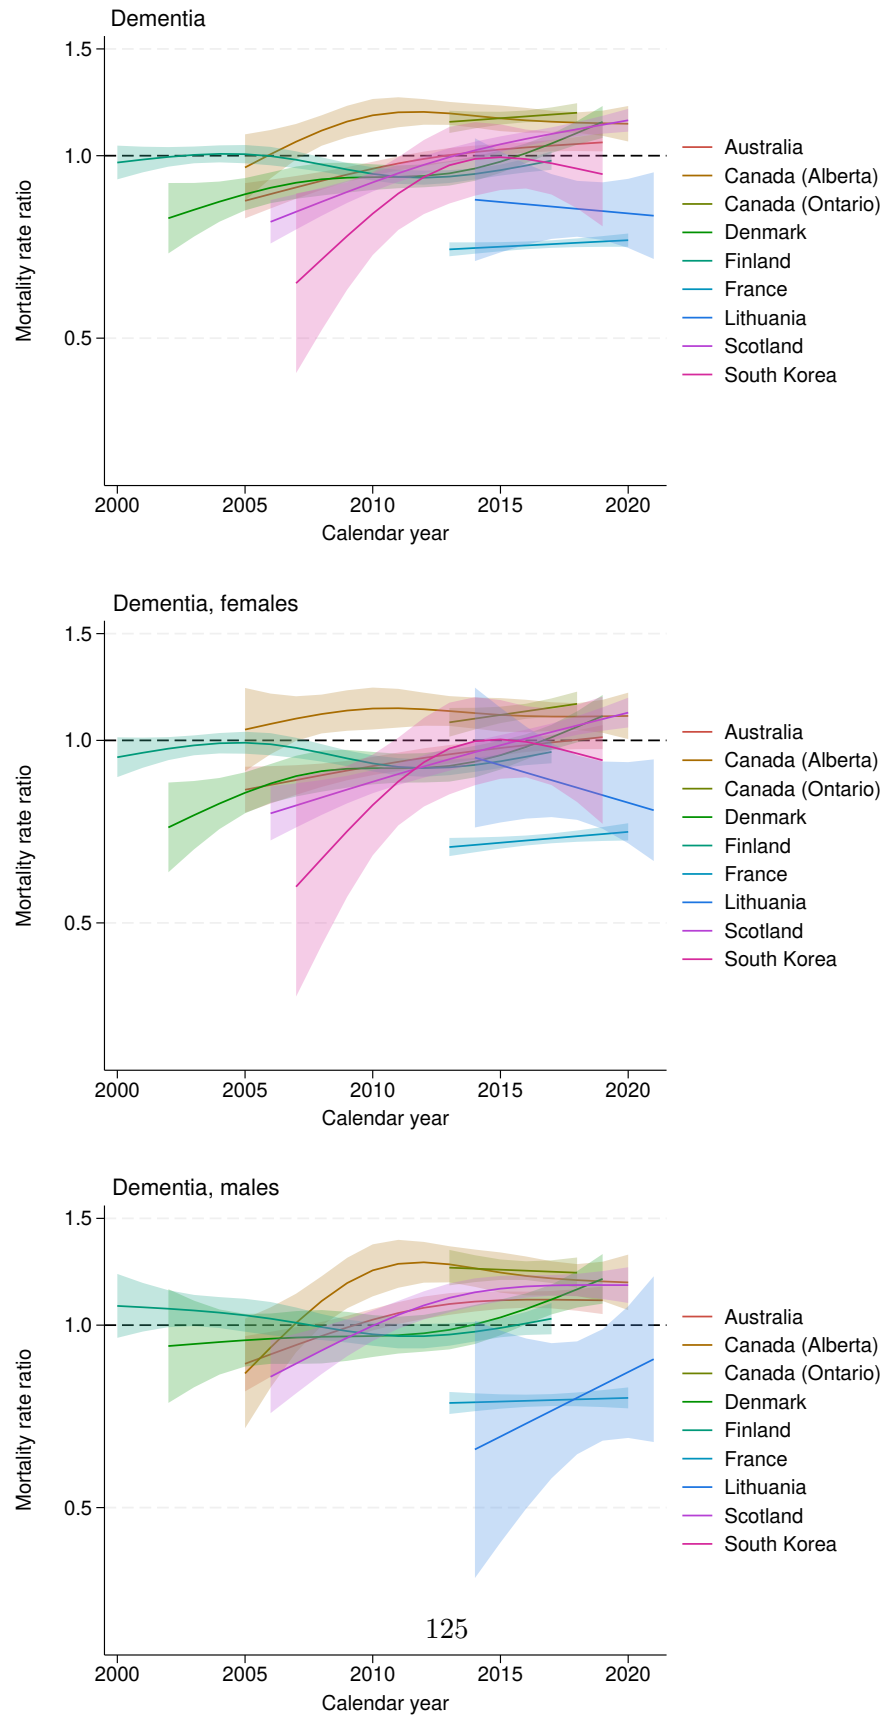 Dementia
1.5
1.0
0.5
Mortality rate ratio
2000 2005 2010 2015 2020
Calendar year
Australia
Canada (Alberta)
Canada (Ontario)
Denmark
Finland
France
Lithuania
Scotland
South Korea
Dementia, females
1.5
1.0
0.5
Mortality rate ratio
2000 2005 2010 2015 2020
Calendar year
Australia
Canada (Alberta)
Canada (Ontario)
Denmark
Finland
France
Lithuania
Scotland
South Korea
Dementia, males
1.5
1.0
0.5
Mortality rate ratio
2000 2005 2010 2015 2020
Calendar year
Australia
Canada (Alberta)
Canada (Ontario)
Denmark
Finland
France
Lithuania
Scotland
South Korea
125